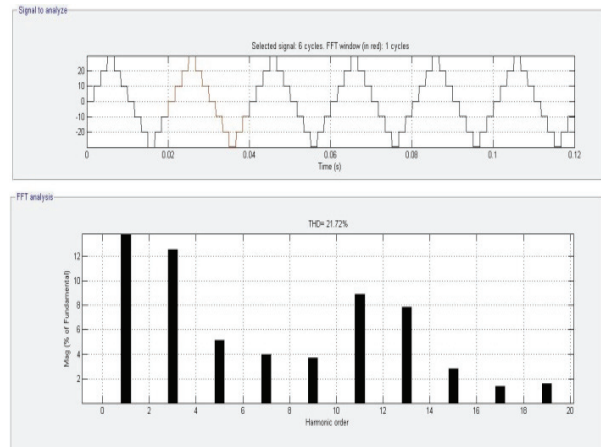 Signal to analyze
Selected signal: 6 cycles. FFT window (in red): 1 cycles
20
10
0
-10
-20
0 0.02 0.04 0.06 0.08 0.1 0.12
Time (s)
FFT analysis
THD= 21.72%
Mag (% of Fundamental)
12
10
8
6
4
2
0 2 4 6 8 10 12 14 16 18 20
Harmonic order